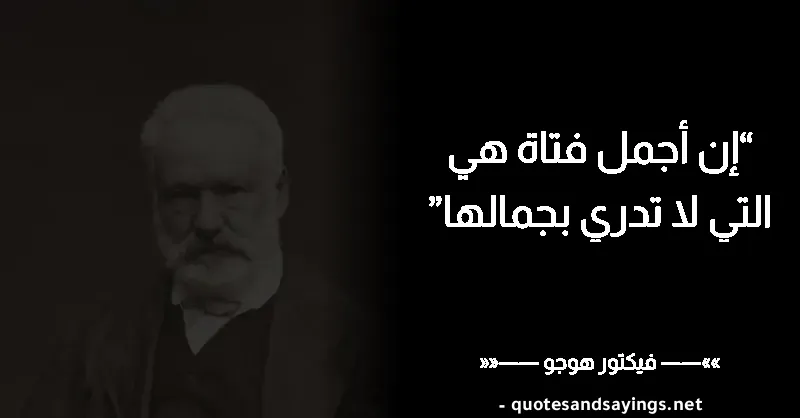 “إن أجمل فتاة هي
التي لا تدري بجمالها”
»»—— فيكتور هوجو ——««
- quotesandsayings.net